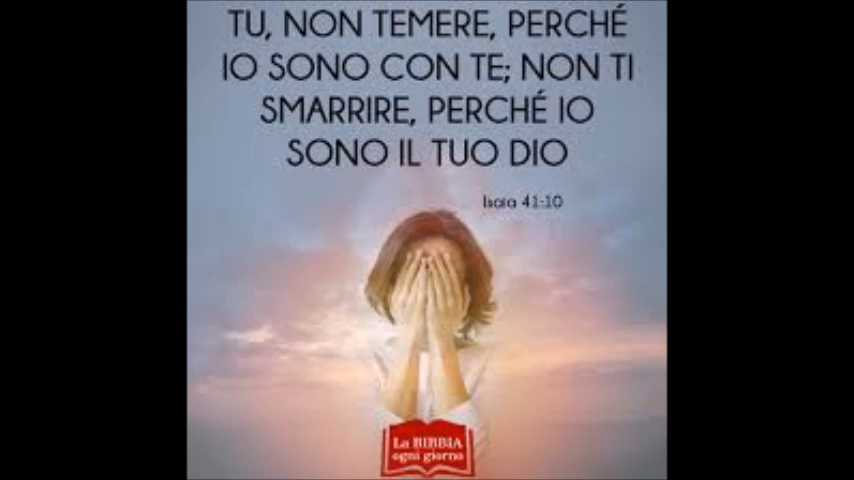 TU, NON TEMERE, PERCHÉ
IO SONO CON TE; NON TI
SMARRIRE, PERCHÉ IO
SONO IL TUO DIO
Isaia 41:10
La BIBBIA
ogni giorno